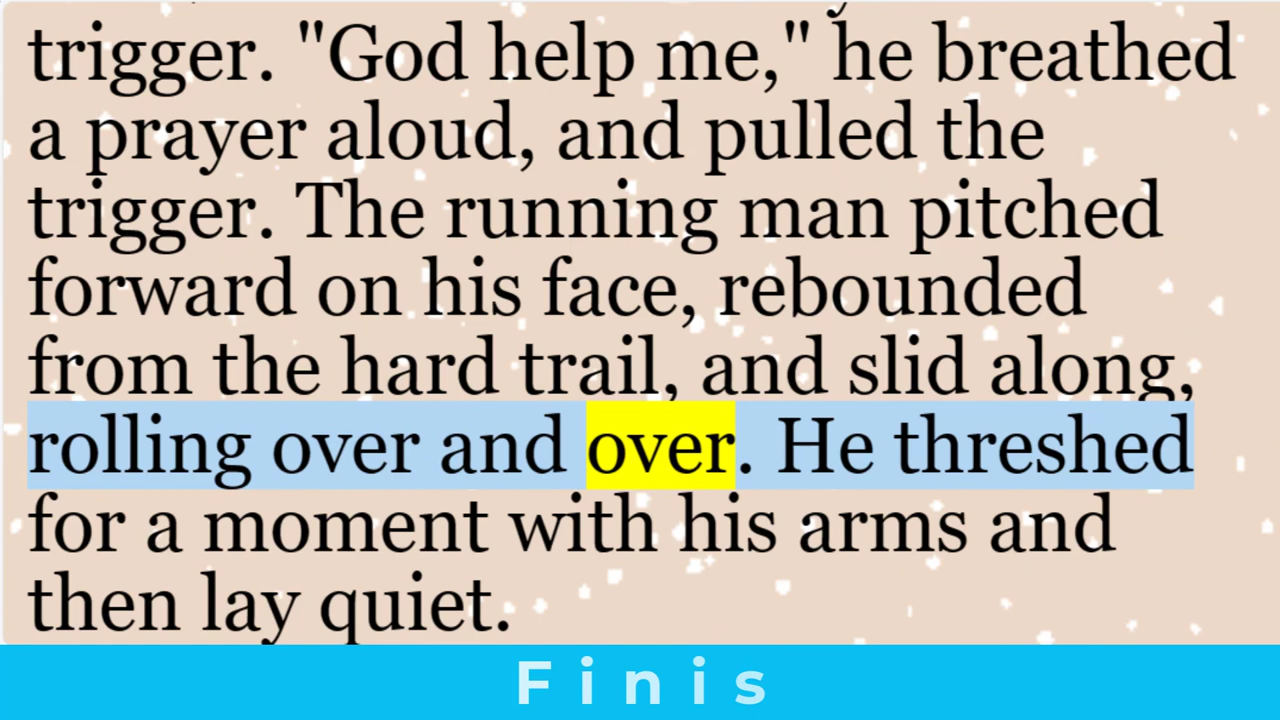 trigger. "God help me," he breathed
a prayer aloud, and pulled the
trigger. The running man pitched
forward on his face, rebounded
from the hard trail, and slid along,
rolling over and over. He threshed
for a moment with his arms and
then lay quiet.
Finis